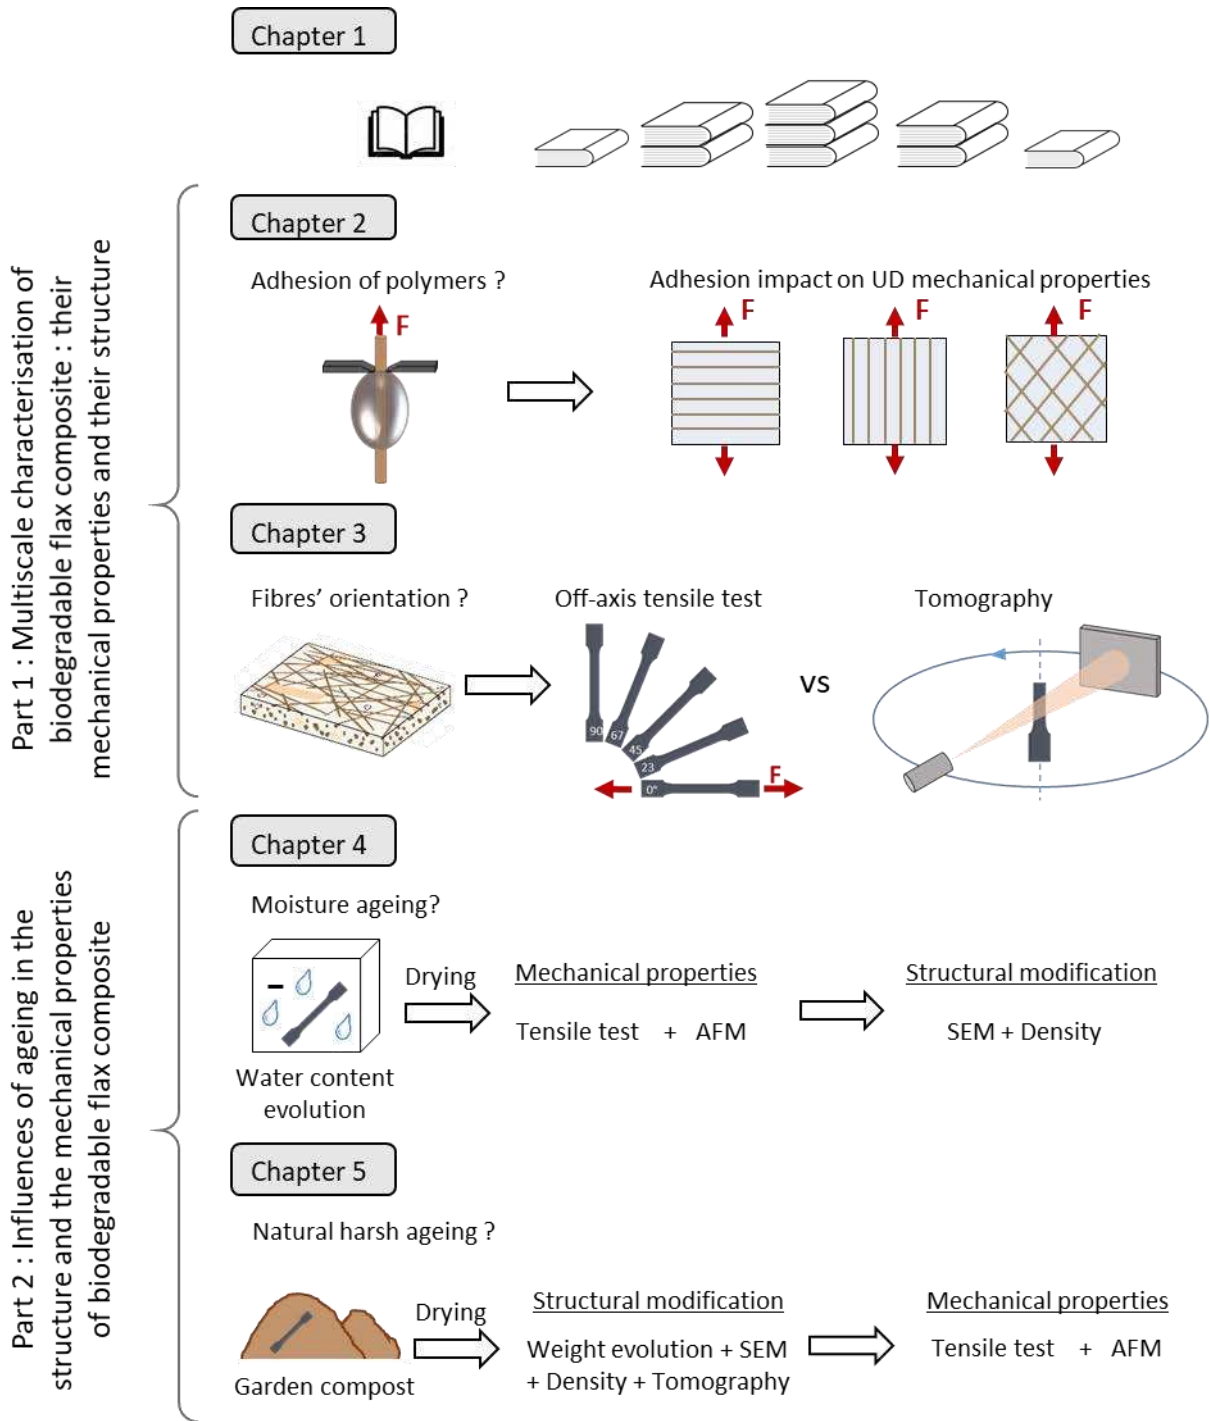 Chapter 1
Part 1 : Multiscale characterisation of
biodegradable flax composite : their
mechanical properties and their structure
Chapter 2
Adhesion of polymers ?
Adhesion impact on UD mechanical properties
F
F
F
F
Chapter 3
Fibres' orientation ?
Off-axis tensile test
Tomography
vs
90
67
45
23
0°
F
Part 2 : Influences of ageing in the
structure and the mechanical properties
of biodegradable flax composite
Chapter 4
Moisture ageing?
Drying
Mechanical properties
Structural modification
Tensile test + AFM
SEM + Density
Water content
evolution
Chapter 5
Natural harsh ageing ?
Drying
Structural modification
Mechanical properties
Weight evolution + SEM
+ Density + Tomography
Tensile test + AFM
Garden compost